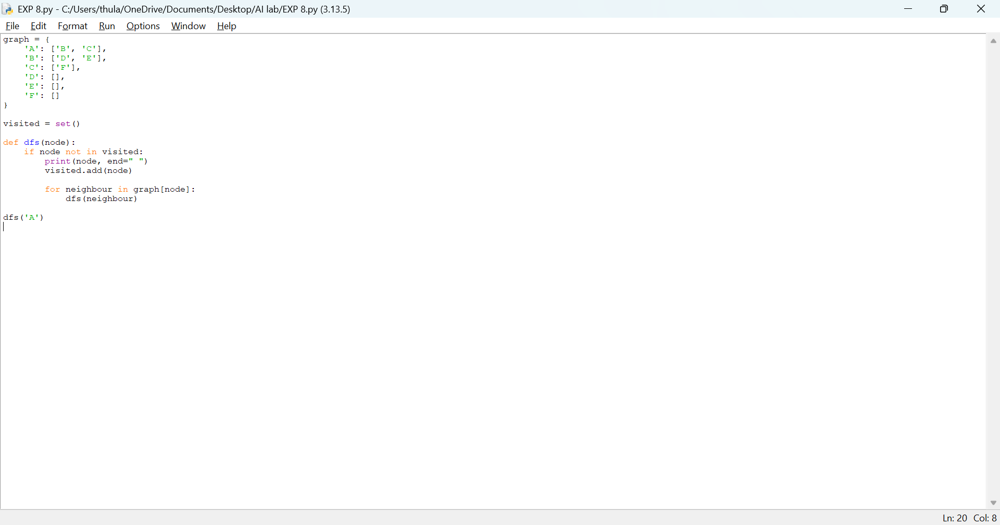 EXP 8.py - C:/Users/thula/OneDrive/Documents/Desktop/AI lab/EXP 8.py (3.13.5)
File Edit Format Run Options Window Help
graph = {
    'A': ['B', 'C'],
    'B': ['D', 'E'],
    'C': ['F'],
    'D': [],
    'E': [],
    'F': []
}

visited = set()

def dfs(node):
    if node not in visited:
        print(node, end=" ")
        visited.add(node)

        for neighbour in graph[node]:
            dfs(neighbour)

dfs('A')
Ln: 20 Col: 8